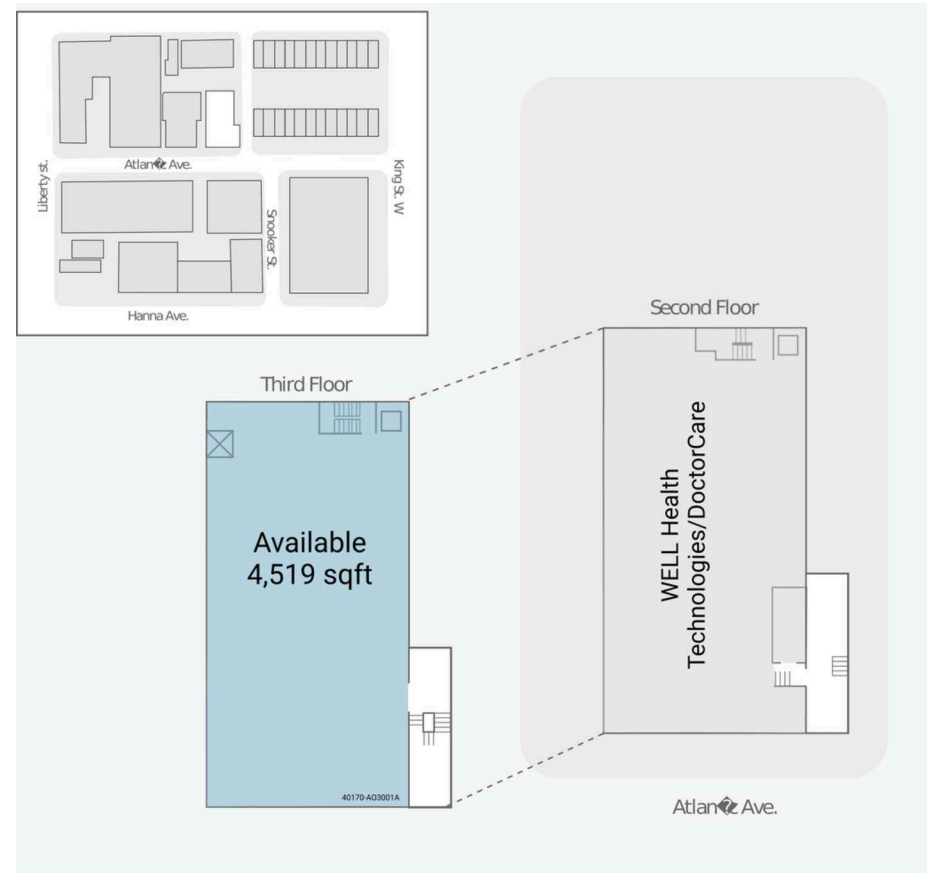 Atlan� Ave.
Liberty st.
King St. W
Snooker St.
Hanna Ave.
Second Floor
Third Floor
WELL Health
Technologies/DoctorCare
Available
4,519 sqft
40170-AO3001A
Atlan� Ave.